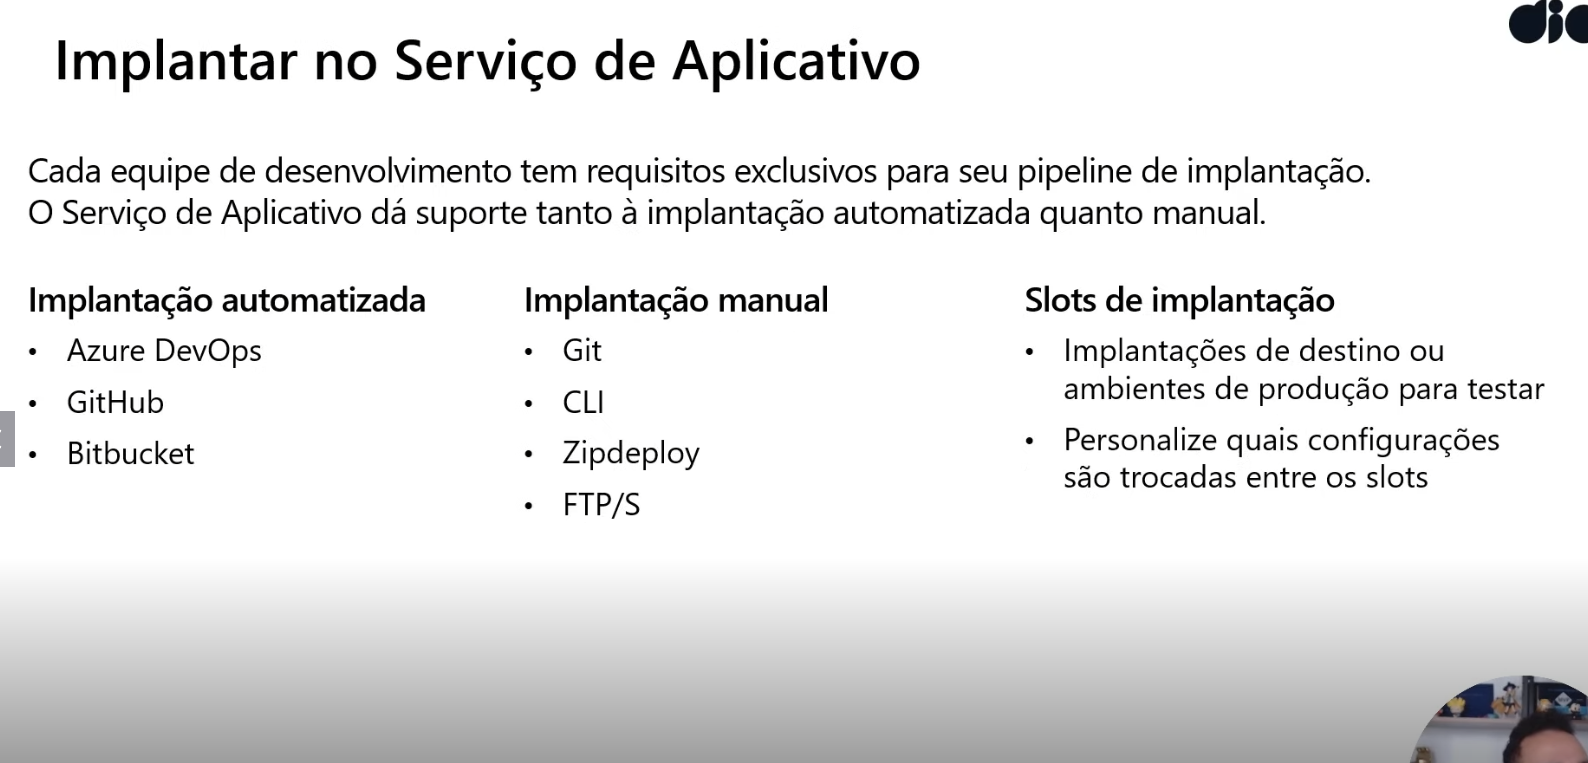 Implantar no Serviço de Aplicativo
Cada equipe de desenvolvimento tem requisitos exclusivos para seu pipeline de implantação.
O Serviço de Aplicativo dá suporte tanto à implantação automatizada quanto manual.
Implantação automatizada
• Azure DevOps
• GitHub
• Bitbucket
Implantação manual
• Git
• CLI
• Zipdeploy
• FTP/S
Slots de implantação
• Implantações de destino ou
ambientes de produção para testar
• Personalize quais configurações
são trocadas entre os slots